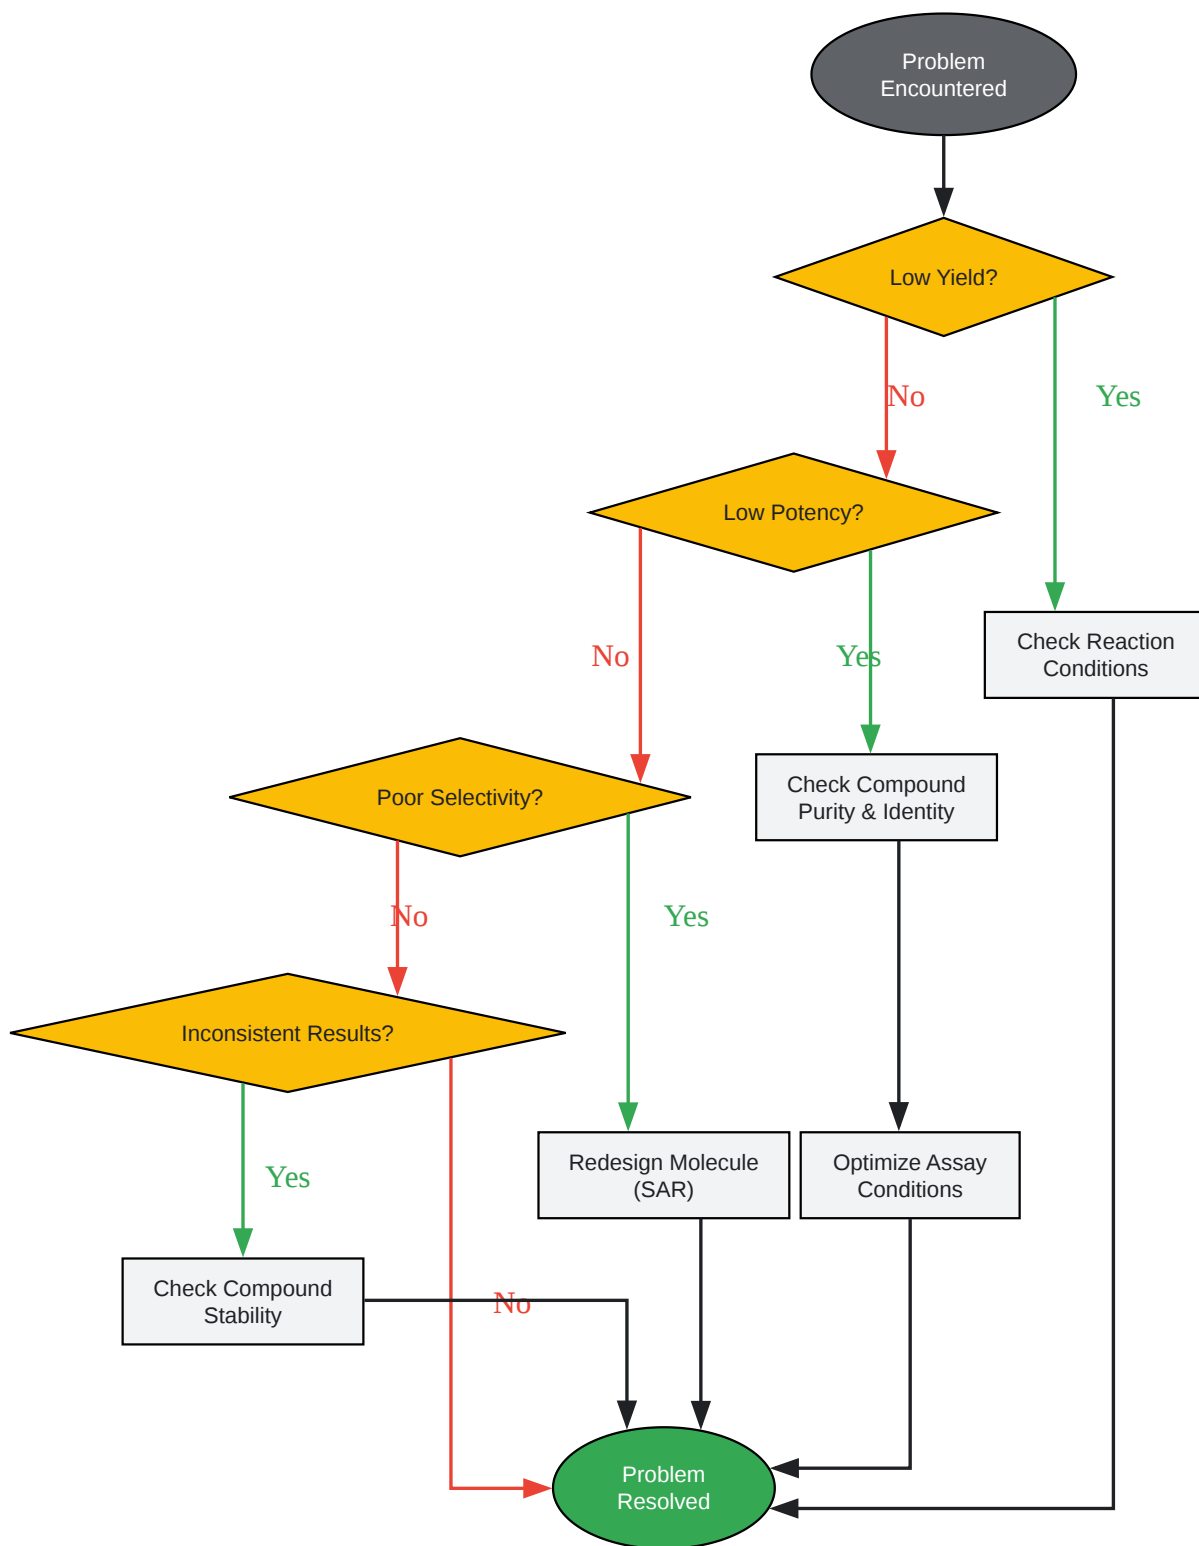 Problem
Encountered
Low Yield?
No
Yes
Low Potency?
Check Reaction
Conditions
No
Yes
Check Compound
Purity & Identity
Poor Selectivity?
No
Yes
Inconsistent Results?
Redesign Molecule
(SAR)
Optimize Assay
Conditions
Yes
Check Compound
Stability
No
Problem
Resolved